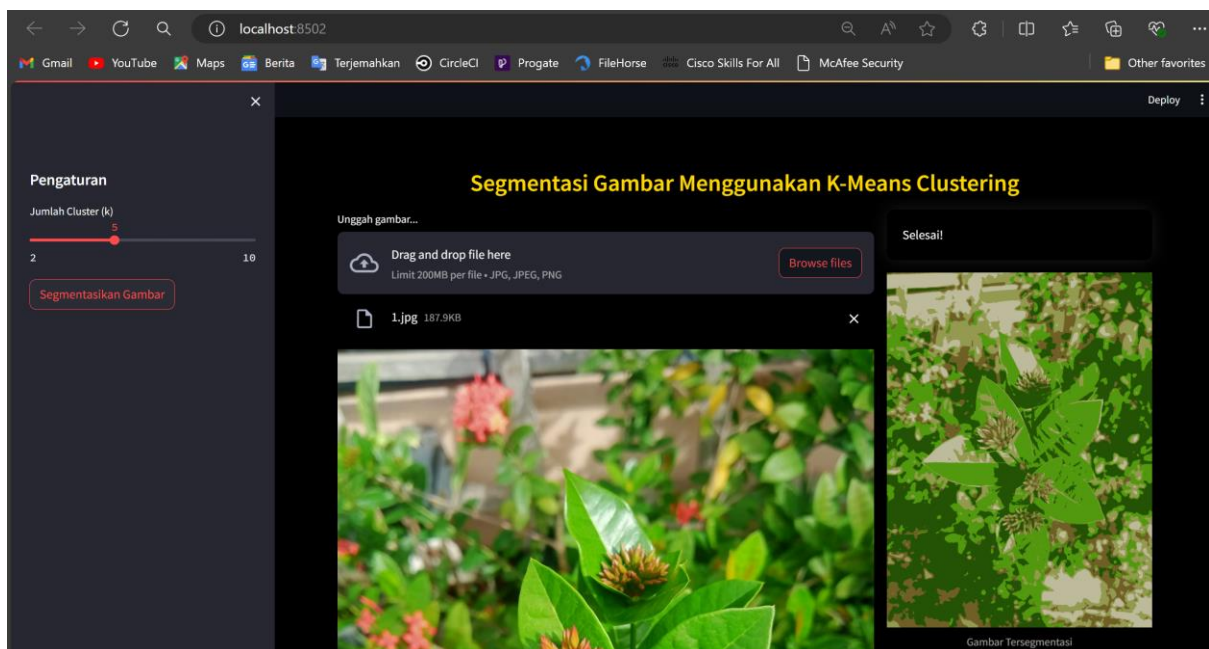 localhost:8502
Gmail YouTube Maps Berita Terjemahkan CircleCI Progate FileHorse Cisco Skills For All McAfee Security Other favorites
Deploy
Pengaturan
Jumlah Cluster (k)
5
2 10
Segmentasikan Gambar
Segmentasi Gambar Menggunakan K-Means Clustering
Unggah gambar...
Drag and drop file here
Limit 200MB per file • JPG, JPEG, PNG
Browse files
1.jpg 187.9KB
Selesai!
Gambar Tersegmentasi